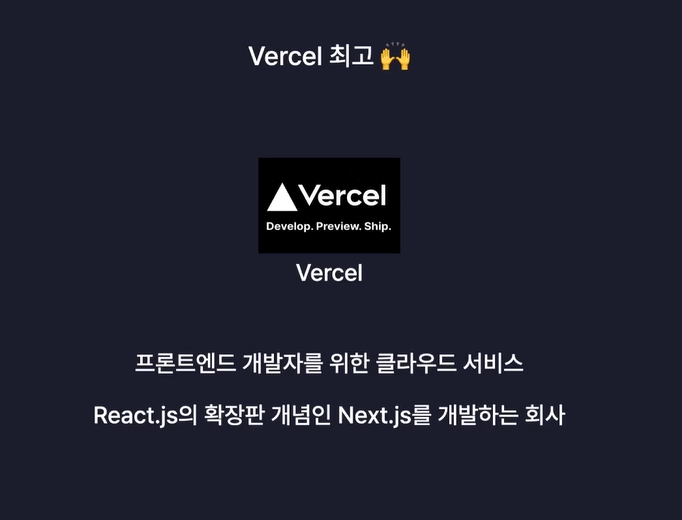 Vercel 최고 🙌
Vercel
Develop. Preview. Ship.
Vercel
프론트엔드 개발자를 위한 클라우드 서비스
React.js의 확장판 개념인 Next.js를 개발하는 회사